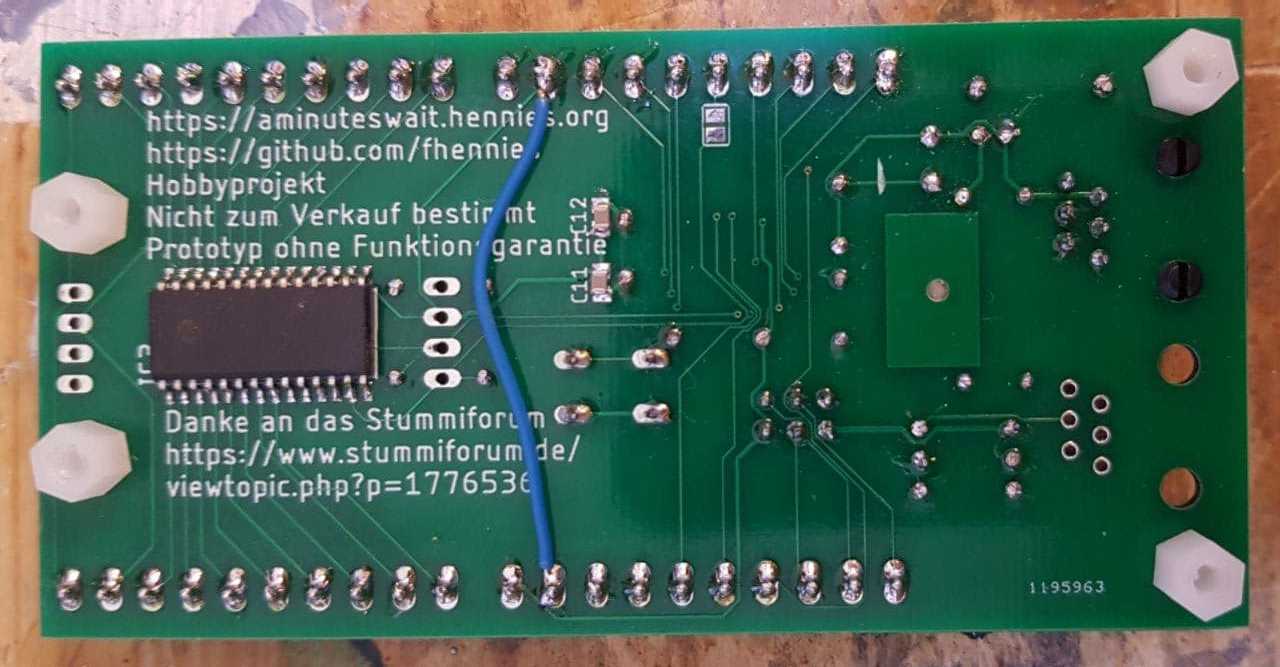 https://aminuteswait.hennies.org
https://github.com/fhennies
Hobbyprojekt
Nicht zum Verkauf bestimmt
Prototyp ohne Funktionsgarantie
C12
C11
Danke an das Stummiforum
https://www.stummiforum.de/
viewtopic.php?p=1776536
1195963